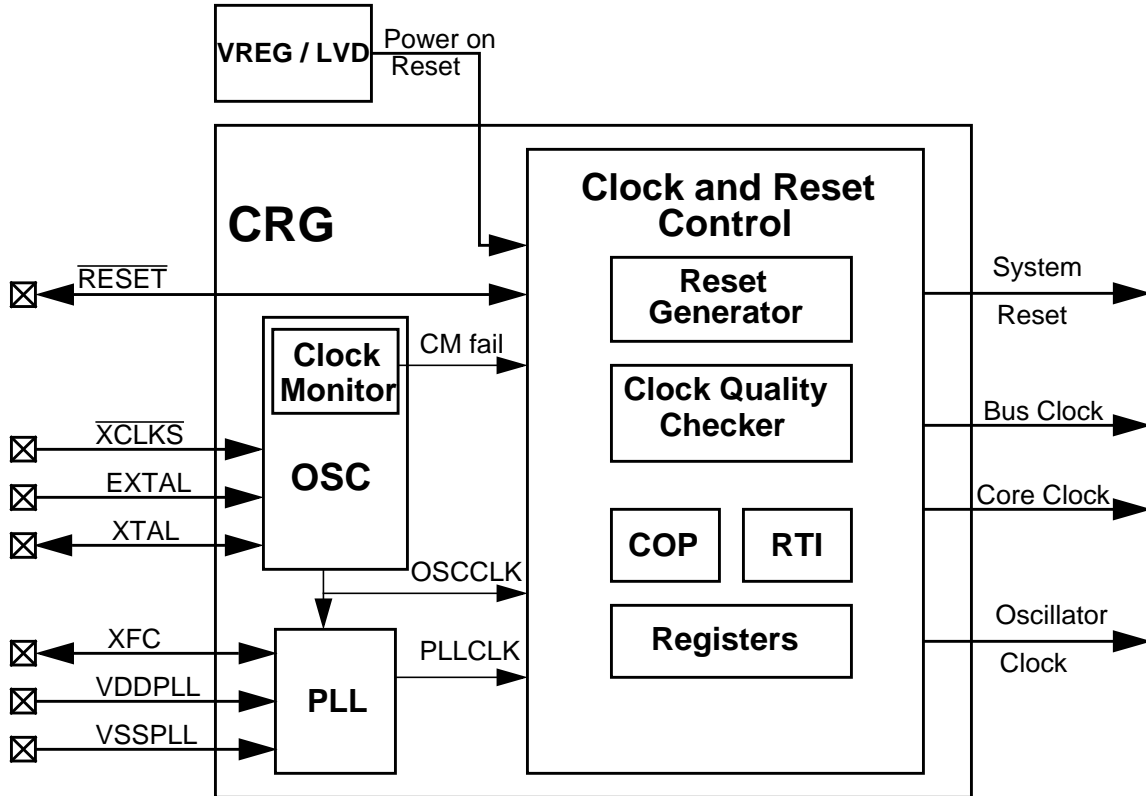 VREG / LVD
Power on
Reset
CRG
Clock and Reset
Control
RESET
Reset
Generator
System
Reset
Clock
Monitor
CM fail
Clock Quality
Checker
XCLKS
Bus Clock
OSC
EXTAL
XTAL
Core Clock
COP
RTI
OSCCLK
XFC
PLLCLK
Registers
Oscillator
Clock
VDDPLL
PLL
VSSPLL